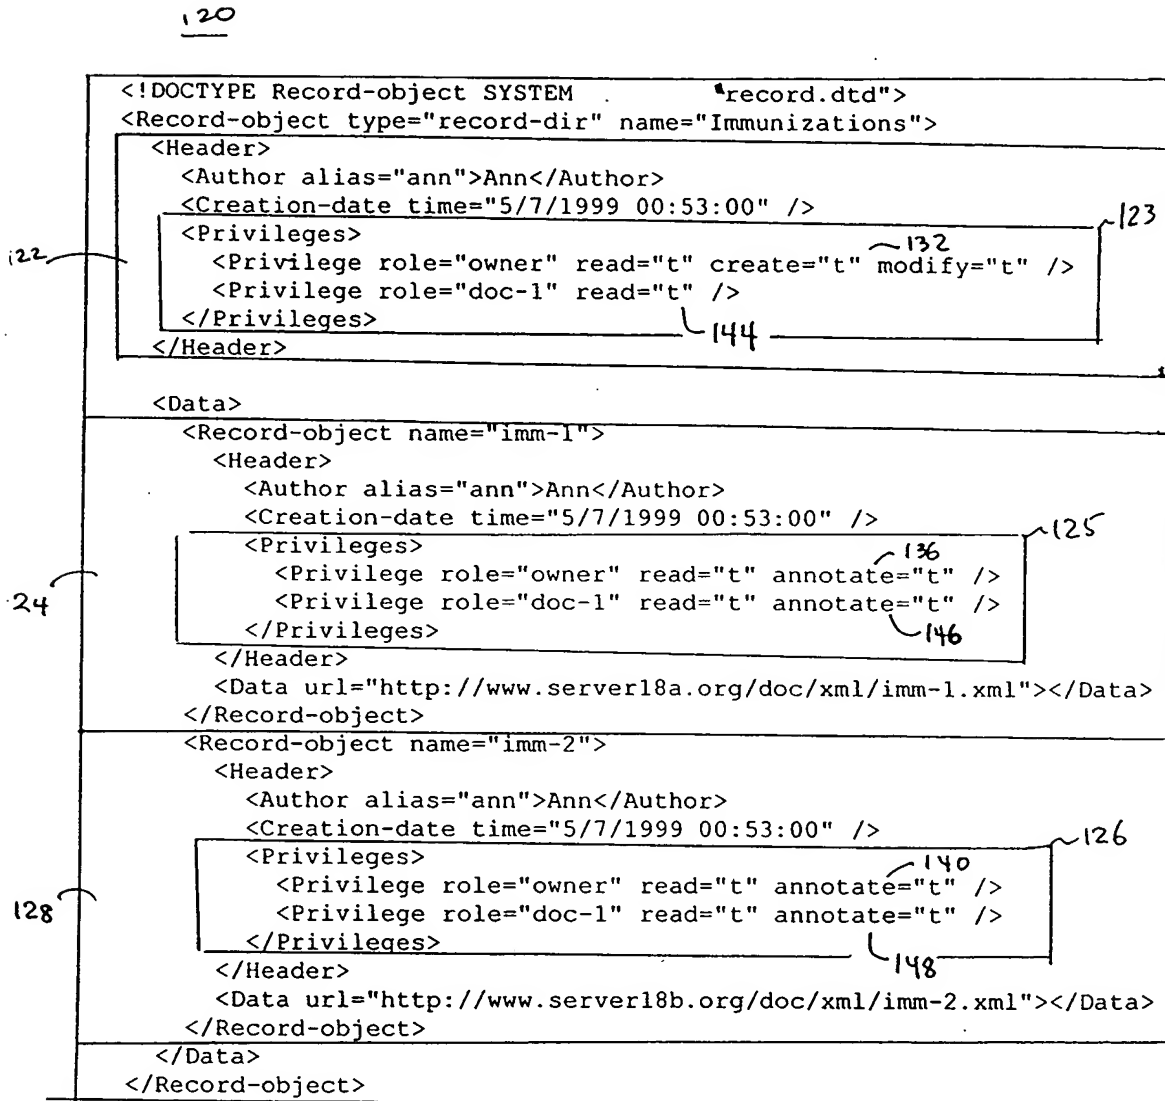 120
<!DOCTYPE Record-object SYSTEM "record.dtd">
<Record-object type="record-dir" name="Immunizations">
<Header>
<Author alias="ann">Ann</Author>
<Creation-date time="5/7/1999 00:53:00" />
123
<Privileges>
132
122
<Privilege role="owner" read="t" create="t" modify="t" />
<Privilege role="doc-1" read="t" />
</Privileges>
144
</Header>
<Data>
<Record-object name="imm-1">
<Header>
<Author alias="ann">Ann</Author>
<Creation-date time="5/7/1999 00:53:00" />
125
<Privileges>
136
<Privilege role="owner" read="t" annotate="t" />
24
<Privilege role="doc-1" read="t" annotate="t" />
</Privileges>
146
</Header>
<Data url="http://www.server18a.org/doc/xml/imm-1.xml"></Data>
</Record-object>
<Record-object name="imm-2">
<Header>
<Author alias="ann">Ann</Author>
<Creation-date time="5/7/1999 00:53:00" />
126
<Privileges>
140
<Privilege role="owner" read="t" annotate="t" />
128
<Privilege role="doc-1" read="t" annotate="t" />
</Privileges>
148
</Header>
<Data url="http://www.server18b.org/doc/xml/imm-2.xml"></Data>
</Record-object>
</Data>
</Record-object>